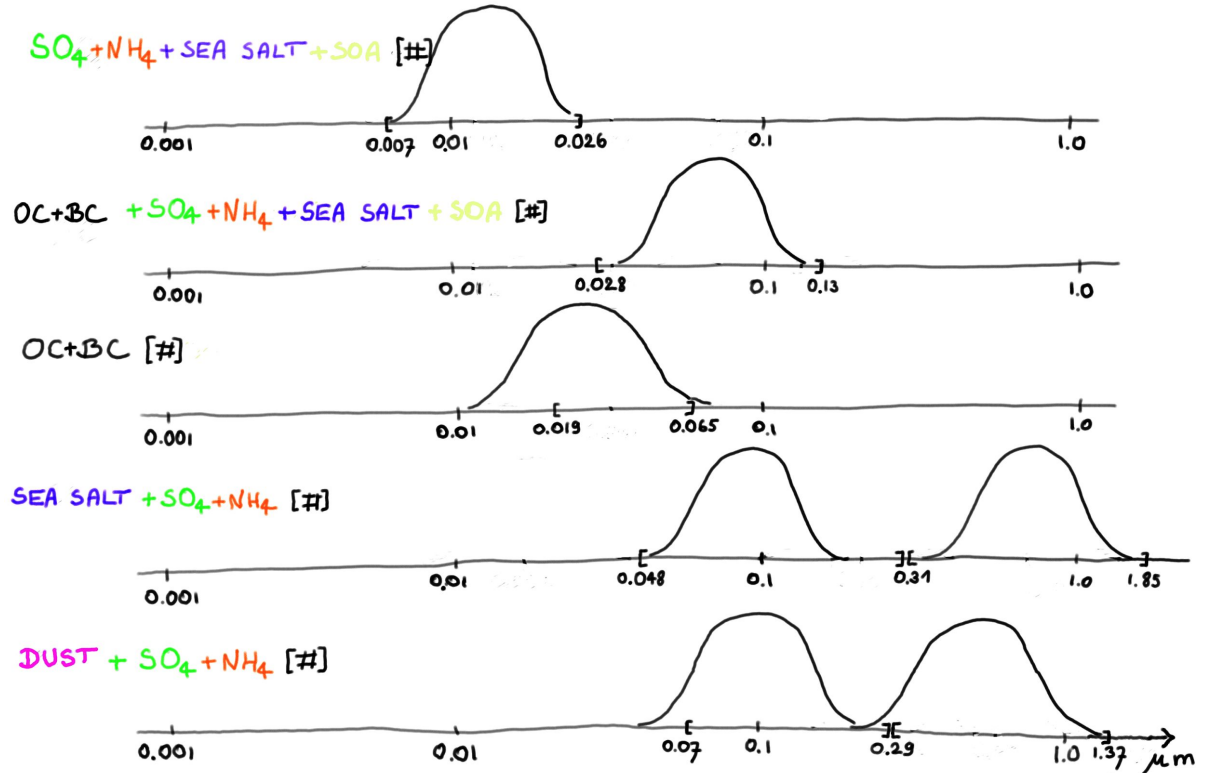 SO4+NH4+SEA SALT+SOA [#]
0.001 0.007 0.01 0.026 0.1 1.0
OC+BC +SO4+NH4+SEA SALT+SOA [#]
0.001 0.01 0.028 0.1 0.13 1.0
OC+BC [#]
0.001 0.01 0.019 0.065 0.1 1.0
SEA SALT +SO4+NH4 [#]
0.001 0.01 0.048 0.1 0.31 1.0 1.85
DUST + SO4+NH4 [#]
0.001 0.01 0.07 0.1 0.29 1.0 1.37 μm